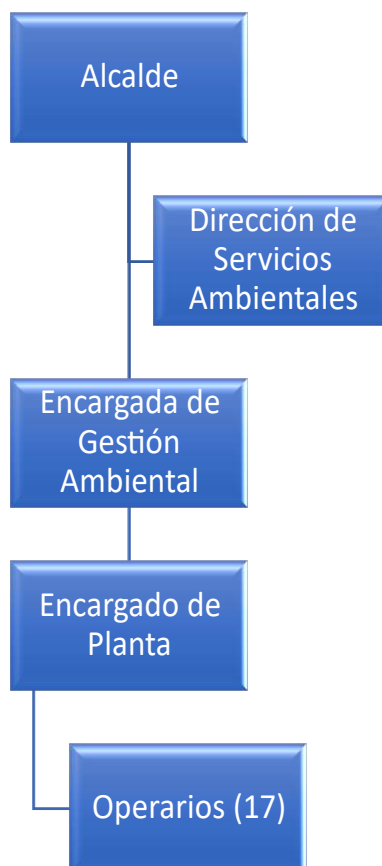 Alcalde
Dirección de
Servicios
Ambientales
Encargada de
Gestión
Ambiental
Encargado de
Planta
Operarios (17)